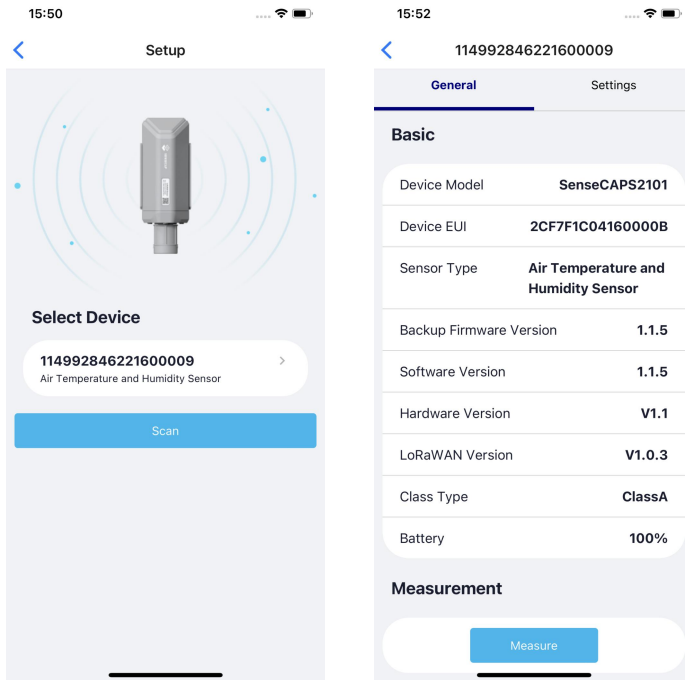 15:50
Setup
Select Device
114992846221600009
Air Temperature and Humidity Sensor
Scan
15:52
114992846221600009
General
Settings
Basic
Device Model SenseCAPS2101
Device EUI 2CF7F1C04160000B
Sensor Type Air Temperature and
Humidity Sensor
Backup Firmware Version 1.1.5
Software Version 1.1.5
Hardware Version V1.1
LoRaWAN Version V1.0.3
Class Type ClassA
Battery 100%
Measurement
Measure